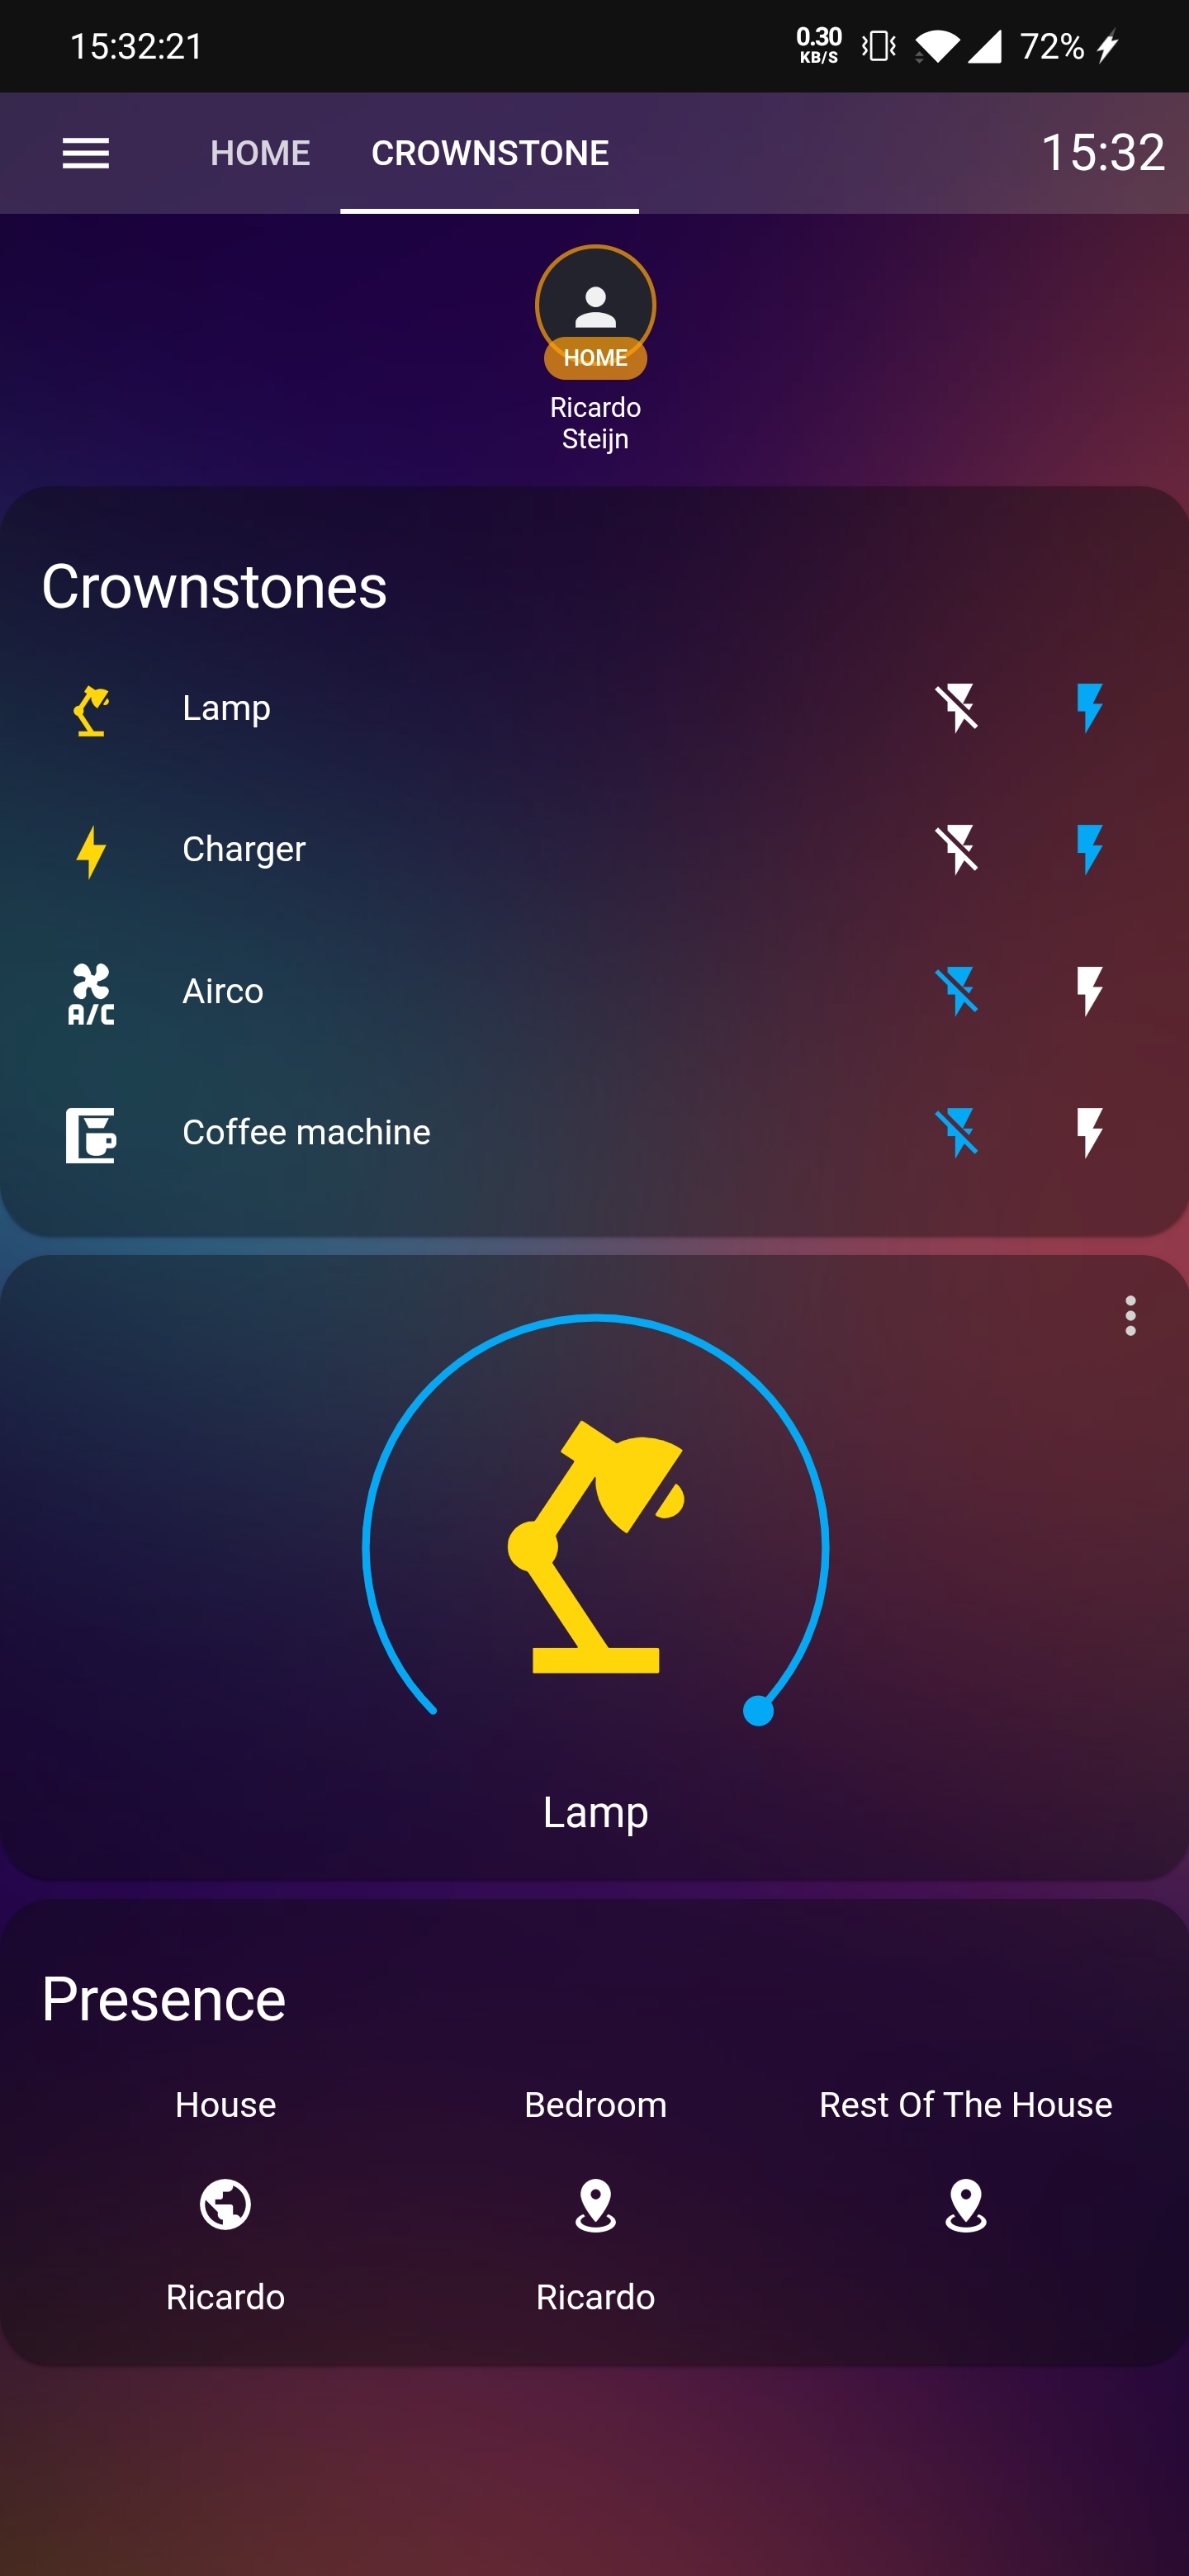 15:32:21
0.30
KB/S
72%
HOME
CROWNSTONE
15:32
HOME
Ricardo
Steijn
Crownstones
Lamp
Charger
A/C
Airco
Coffee machine
Lamp
Presence
House
Bedroom
Rest Of The House
Ricardo
Ricardo